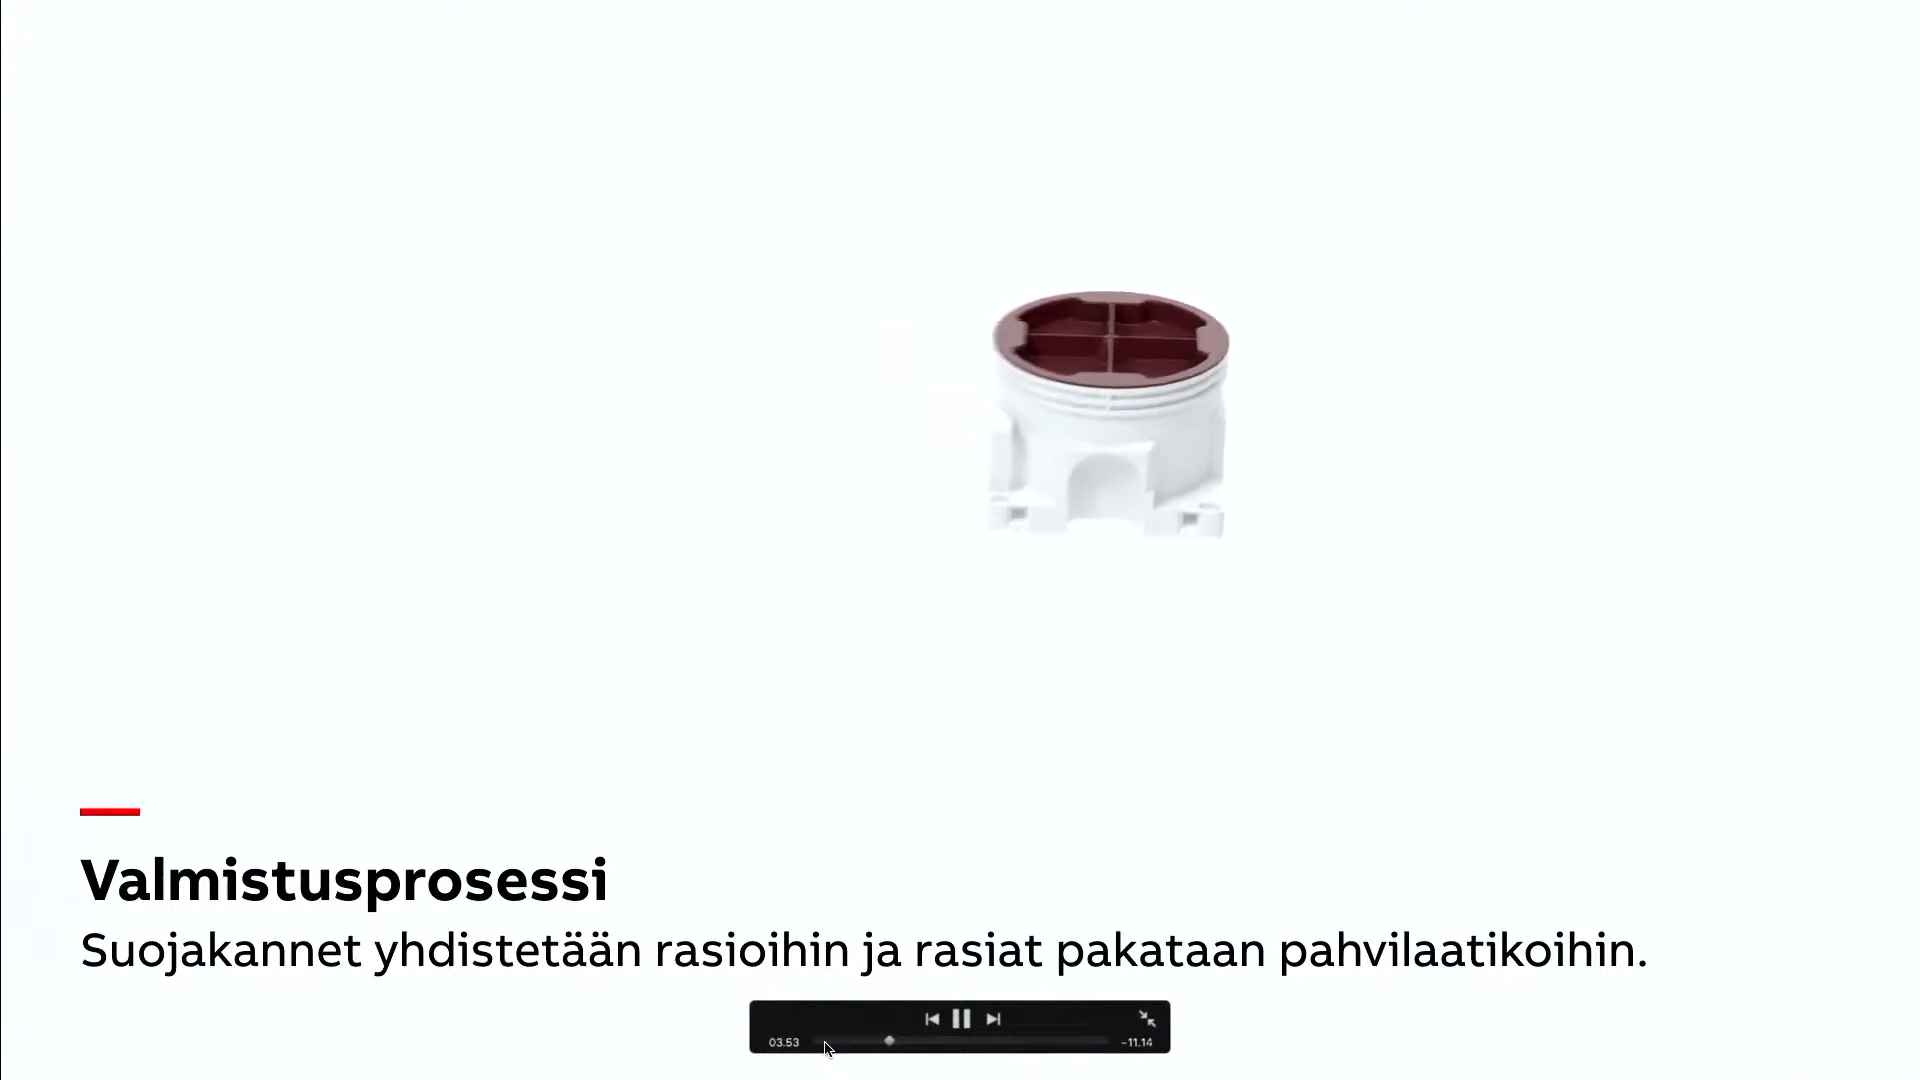 Valmistusprosessi
Suojakannet yhdistetään rasioihin ja rasiat pakataan pahvilaatikoihin.
03.53
-11.14